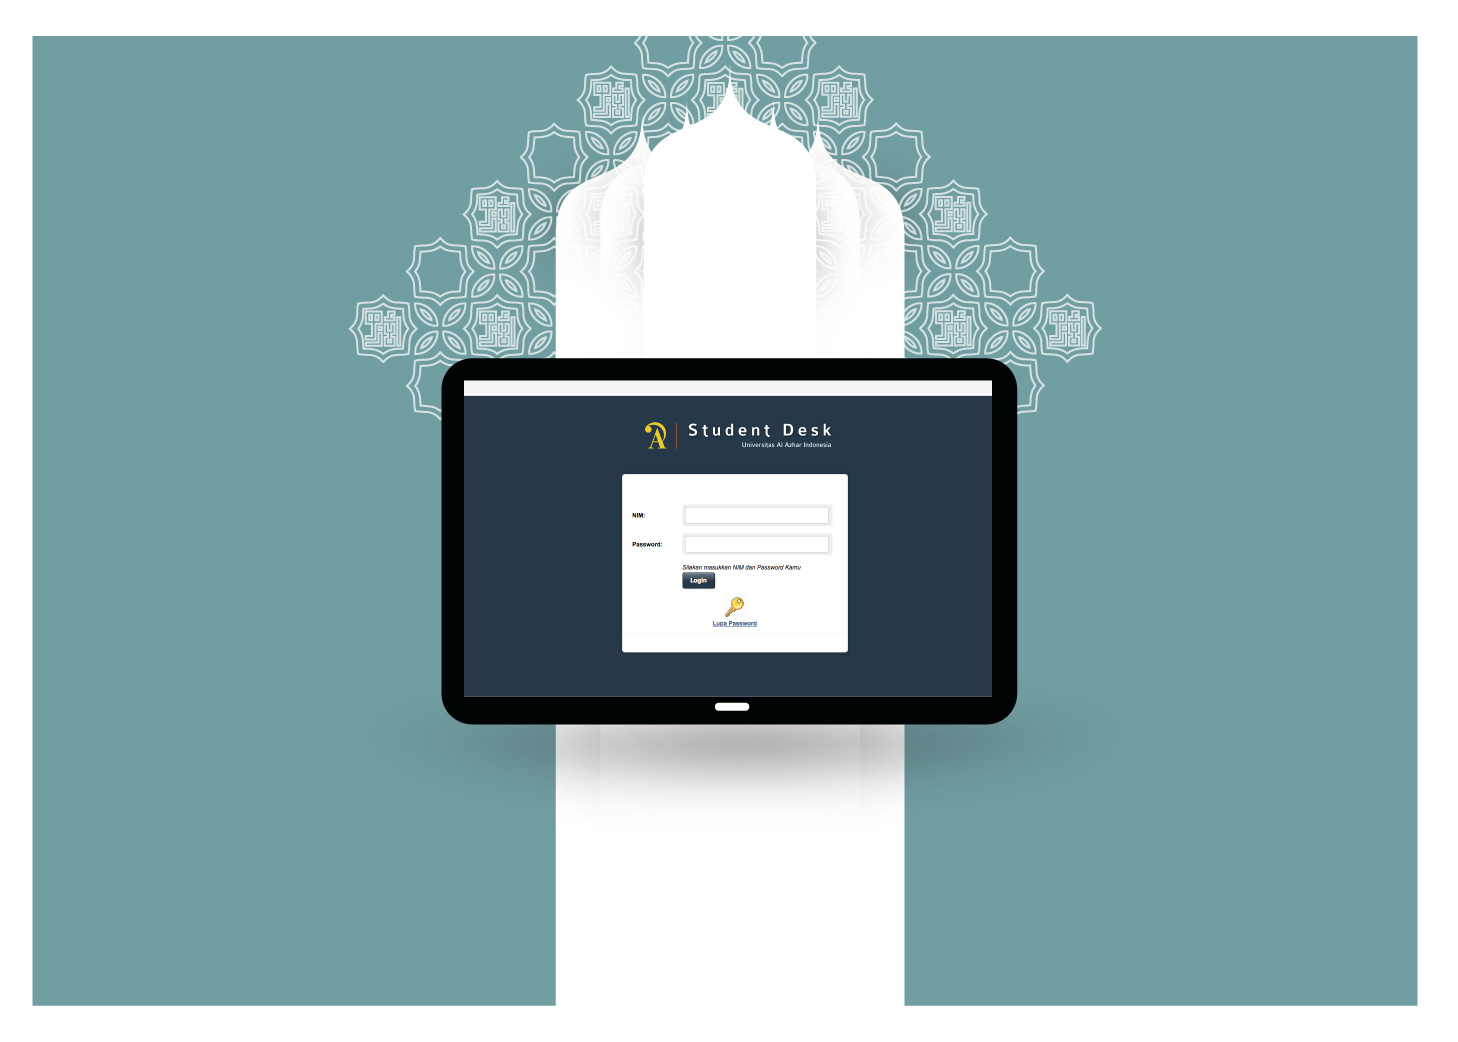 Student Desk
Universitas Al Azhar Indonesia
NIM:
Password:
Silakan masukkan NIM dan Password Kamu
Login
Lupa Password